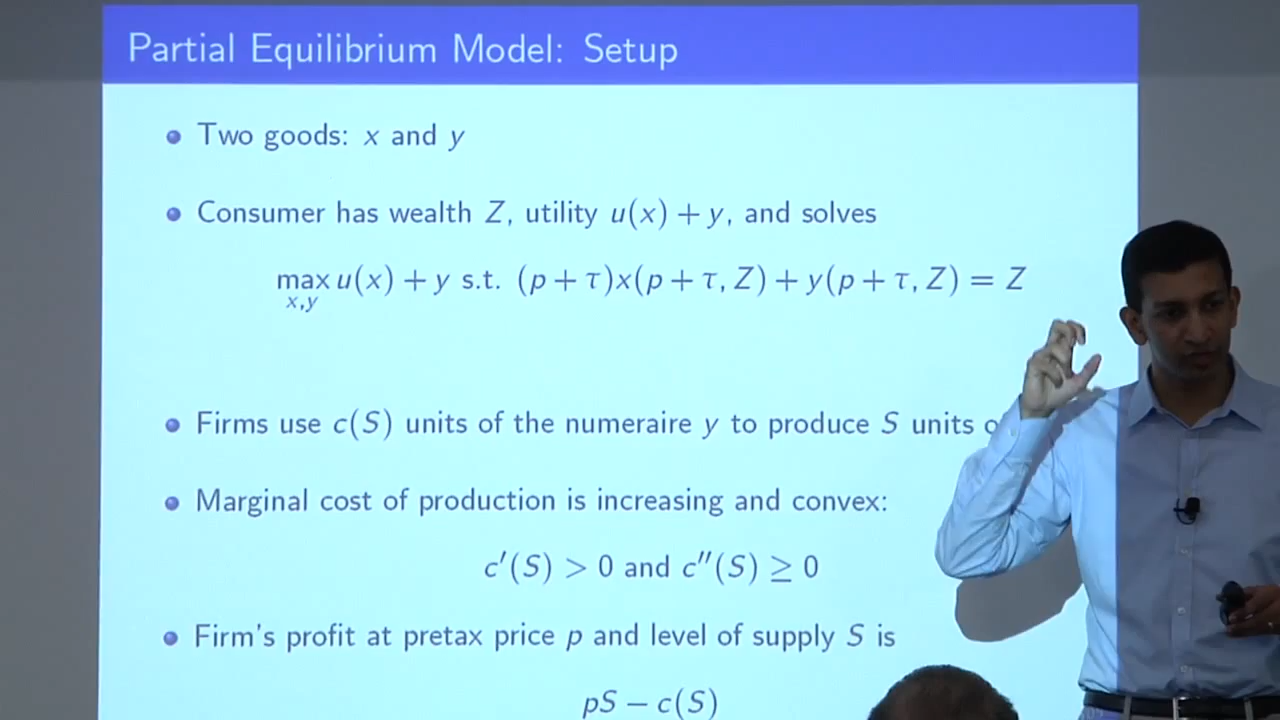 Partial Equilibrium Model: Setup
Two goods: x and y
Consumer has wealth Z, utility u(x) + y, and solves
max u(x) + y s.t. (p + τ)x(p + τ, Z) + y(p + τ, Z) = Z
x,y
Firms use c(S) units of the numeraire y to produce S units
Marginal cost of production is increasing and convex:
c′(S) > 0 and c″(S) ≥ 0
Firm's profit at pretax price p and level of supply S is
pS − c(S)